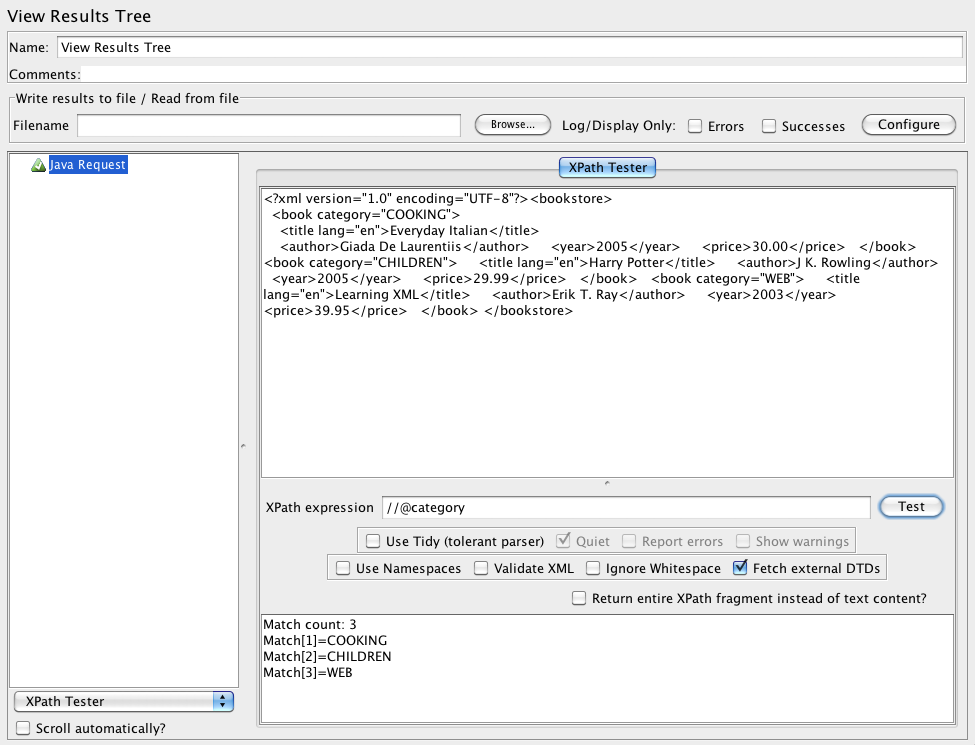 View Results Tree
Name: View Results Tree
Comments:
Write results to file / Read from file
Filename Browse... Log/Display Only: Errors Successes Configure
Java Request
XPath Tester
<?xml version="1.0" encoding="UTF-8"?><bookstore>
<book category="COOKING">
<title lang="en">Everyday Italian</title>
<author>Giada De Laurentiis</author> <year>2005</year> <price>30.00</price> </book>
<book category="CHILDREN"> <title lang="en">Harry Potter</title> <author>J K. Rowling</author>
<year>2005</year> <price>29.99</price> </book> <book category="WEB"> <title
lang="en">Learning XML</title> <author>Erik T. Ray</author> <year>2003</year>
<price>39.95</price> </book> </bookstore>
XPath expression //@category Test
Use Tidy (tolerant parser) Quiet Report errors Show warnings
Use Namespaces Validate XML Ignore Whitespace Fetch external DTDs
Return entire XPath fragment instead of text content?
Match count: 3
Match[1]=COOKING
Match[2]=CHILDREN
Match[3]=WEB
XPath Tester
Scroll automatically?